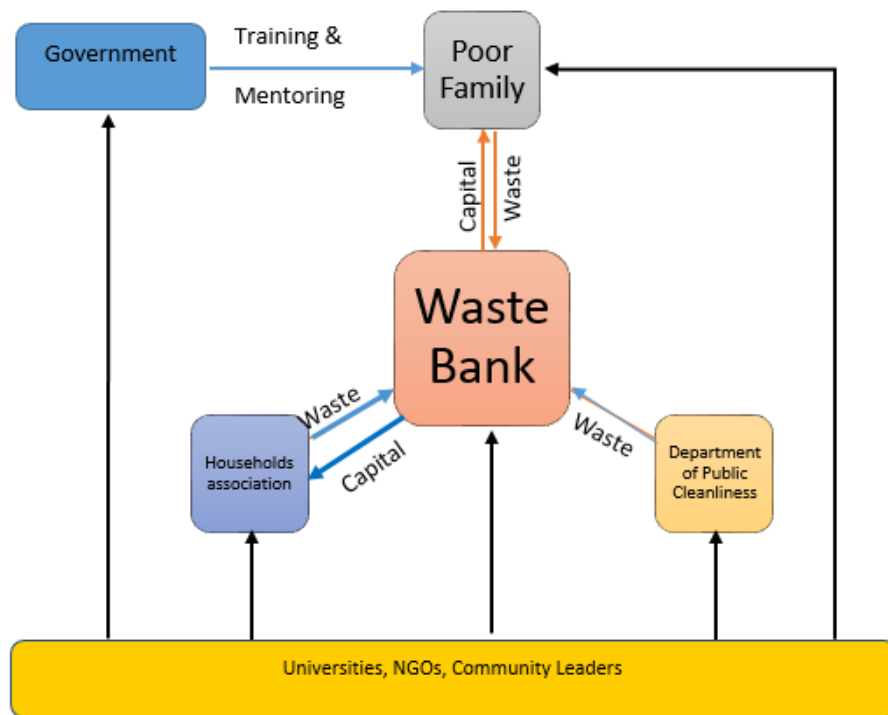 Government
Training &
Mentoring
Poor
Family
Capital
Waste
Waste
Bank
Waste
Capital
Households
association
Waste
Department
of Public
Cleanliness
Universities, NGOs, Community Leaders